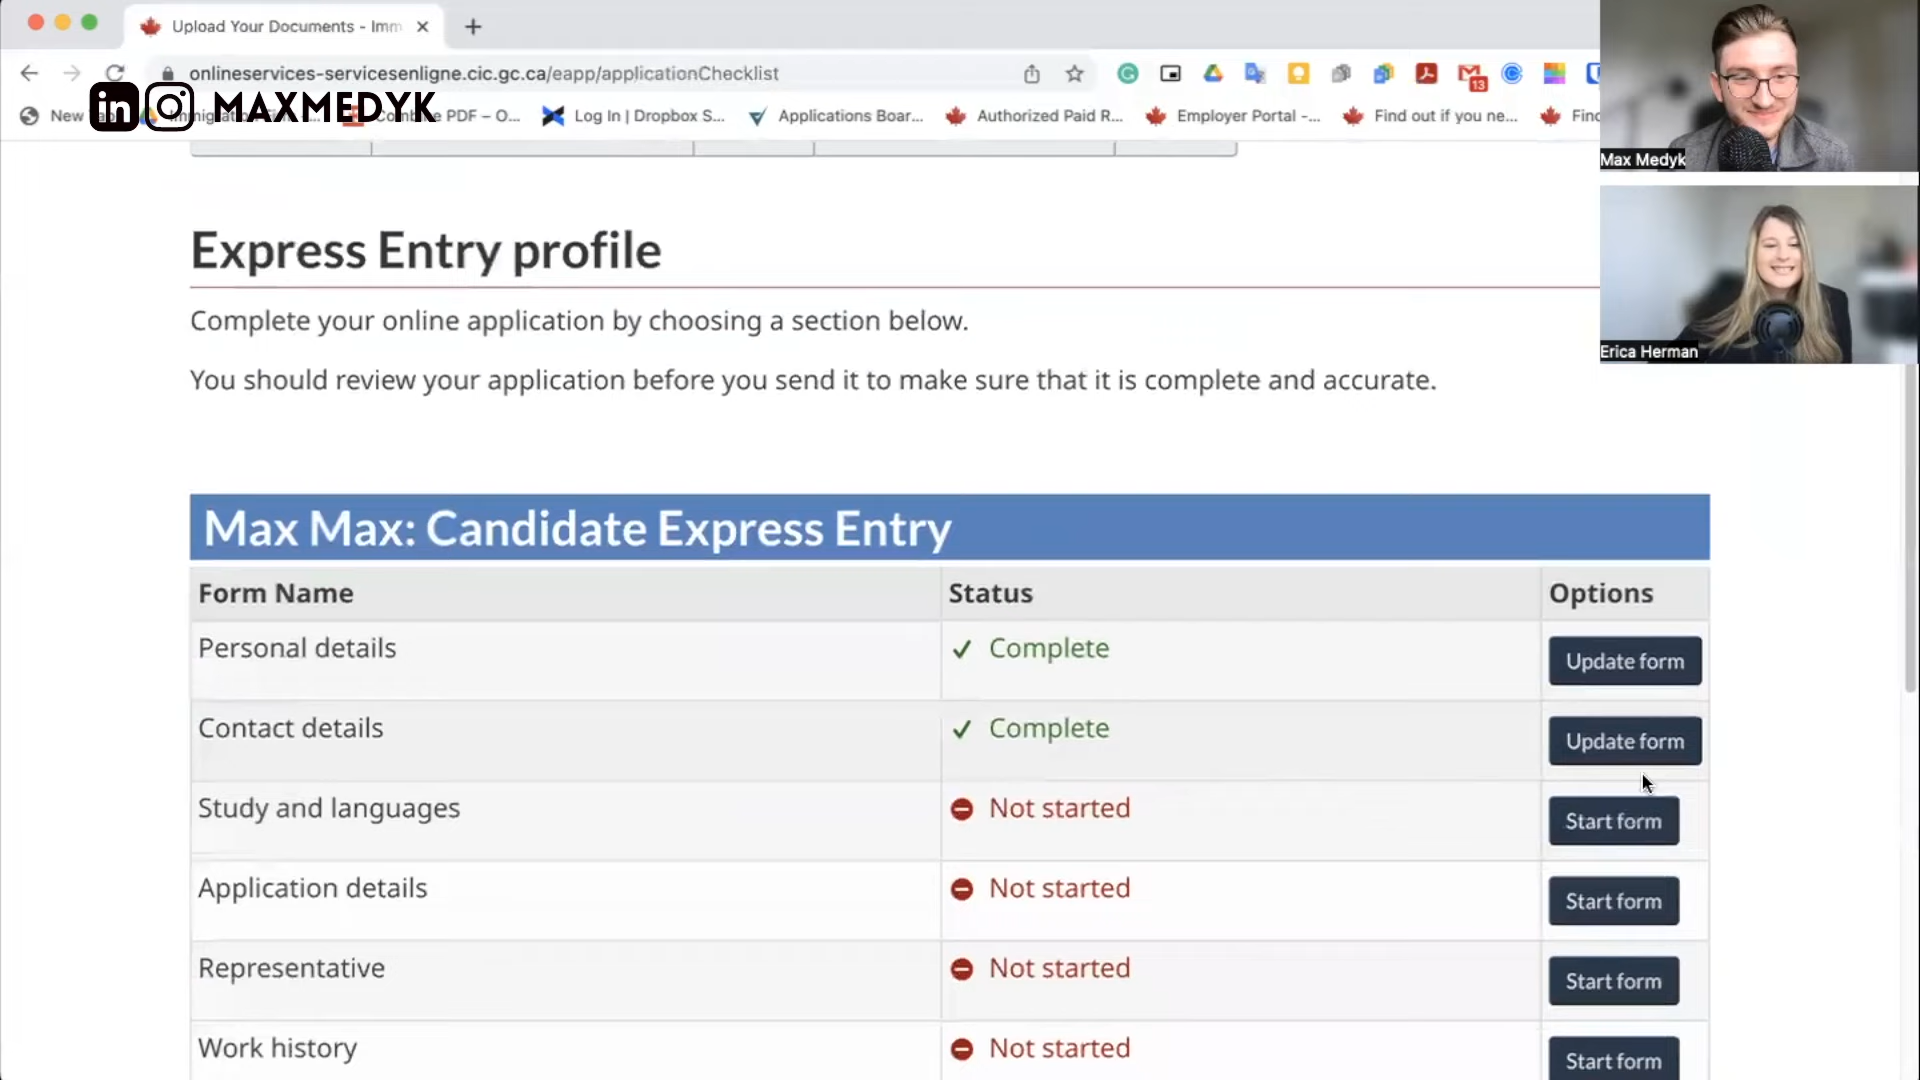 Upload Your Documents - Imm
onlineservices-servicesenligne.cic.gc.ca/eapp/applicationChecklist
13
in MAXMEDYK
New
PDF – O...
Log In | Dropbox S...
Applications Boar...
Authorized Paid R...
Employer Portal -...
Find out if you ne...
Find
Max Medyk
Express Entry profile
Complete your online application by choosing a section below.
Erica Herman
You should review your application before you send it to make sure that it is complete and accurate.
Max Max: Candidate Express Entry
Form Name Status Options
Personal details Complete Update form
Contact details Complete Update form
Study and languages Not started Start form
Application details Not started Start form
Representative Not started Start form
Work history Not started Start form